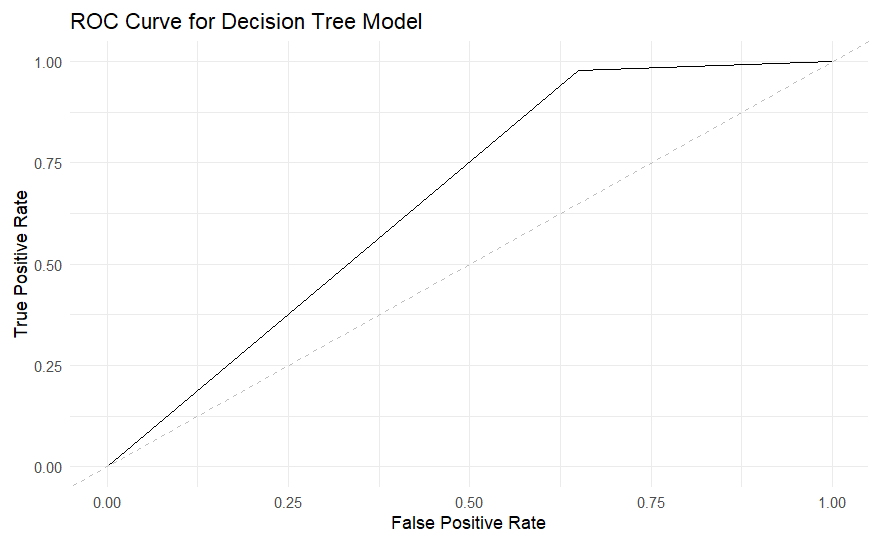 ROC Curve for Decision Tree Model
True Positive Rate
1.00
0.75
0.50
0.25
0.00
0.00 0.25 0.50 0.75 1.00
False Positive Rate